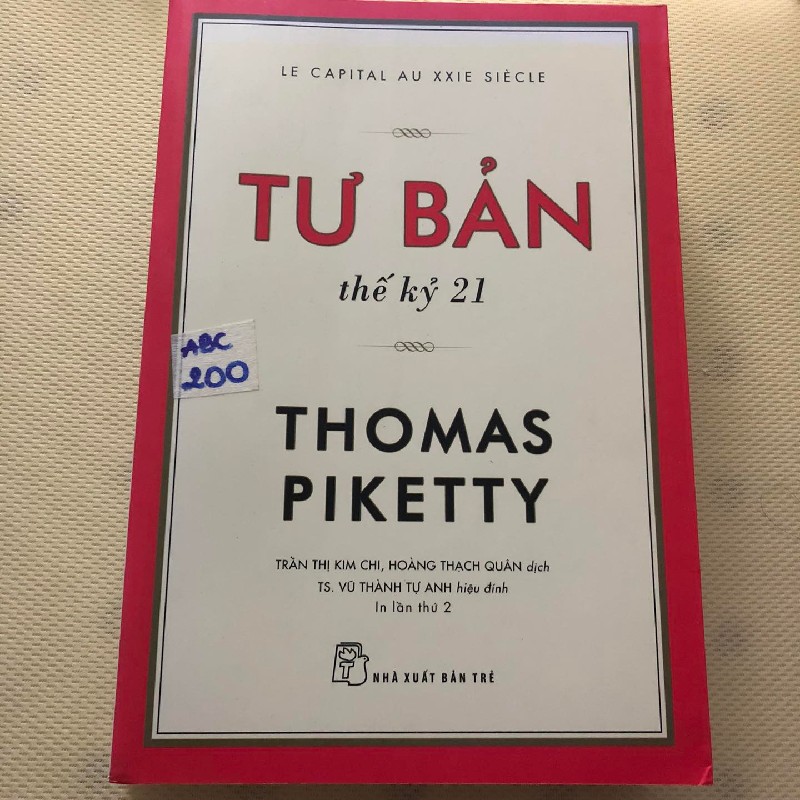 LE CAPITAL AU XXIE SIÈCLE
TƯ BẢN
thế kỷ 21
ABC
200
THOMAS
PIKETTY
TRẦN THỊ KIM CHI, HOÀNG THẠCH QUÂN dịch
TS. VŨ THÀNH TỰ ANH hiệu đính
In lần thứ 2
T
NHÀ XUẤT BẢN TRẺ